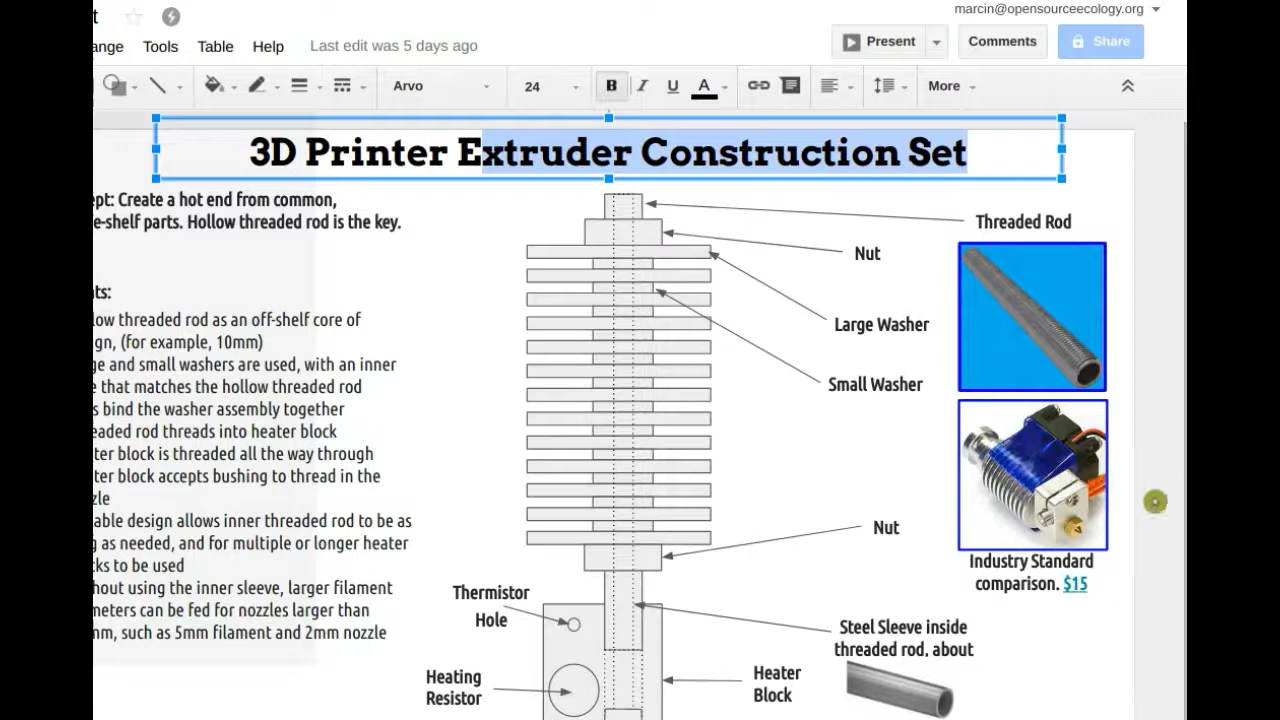 t
marcin@opensourceecology.org
ange Tools Table Help Last edit was 5 days ago
Present Comments Share
Arvo 24 B I U A More
3D Printer Extruder Construction Set
ept: Create a hot end from common,
e-shelf parts. Hollow threaded rod is the key.
ts:
low threaded rod as an off-shelf core of
gn, (for example, 10mm)
ge and small washers are used, with an inner
e that matches the hollow threaded rod
s bind the washer assembly together
eaded rod threads into heater block
ter block is threaded all the way through
ter block accepts bushing to thread in the
zle
able design allows inner threaded rod to be as
g as needed, and for multiple or longer heater
cks to be used
hout using the inner sleeve, larger filament
meters can be fed for nozzles larger than
mm, such as 5mm filament and 2mm nozzle
Threaded Rod
Nut
Large Washer
Small Washer
Nut
Industry Standard
comparison. $15
Thermistor
Hole
Steel Sleeve inside
threaded rod, about
Heating
Resistor
Heater
Block